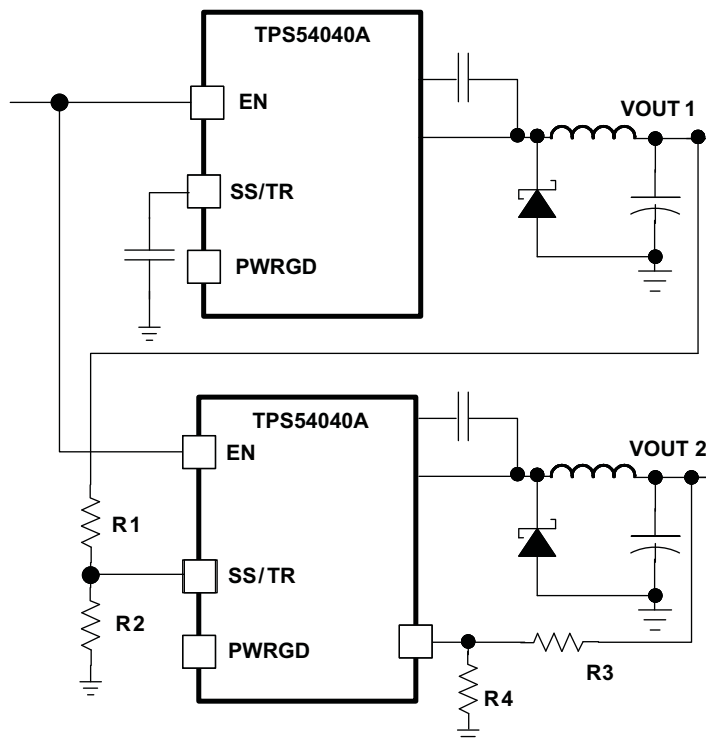 TPS54040A
EN
VOUT 1
SS/TR
PWRGD
TPS54040A
EN
VOUT 2
R1
SS/TR
R2
PWRGD
R3
R4